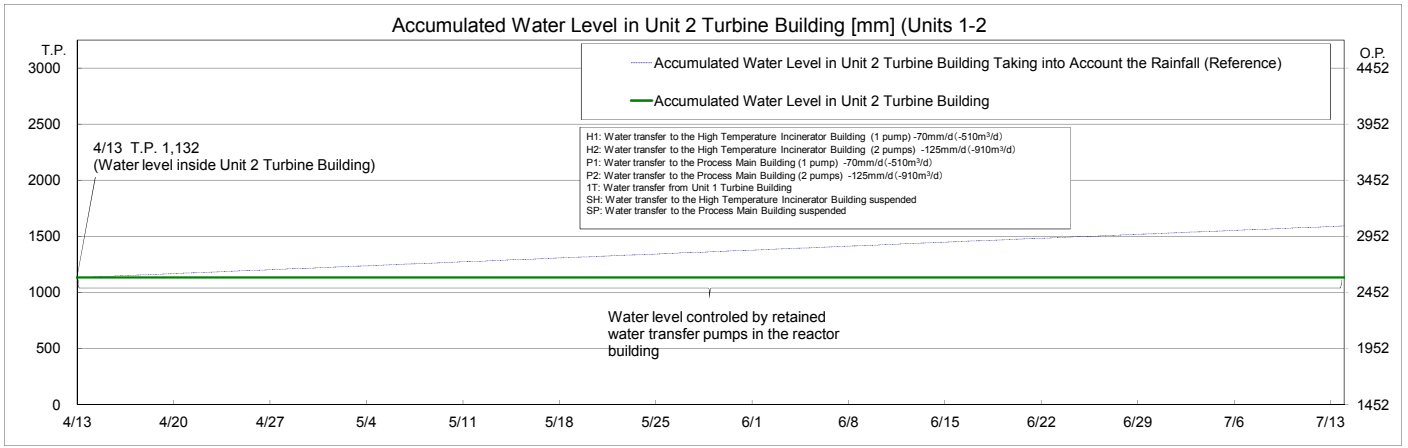 Accumulated Water Level in Unit 2 Turbine Building [mm] (Units 1-2
T.P.
O.P.
3000
2500
2000
1500
1000
500
0
4452
3952
3452
2952
2452
1952
1452
Accumulated Water Level in Unit 2 Turbine Building Taking into Account the Rainfall (Reference)
Accumulated Water Level in Unit 2 Turbine Building
4/13 T.P. 1,132
(Water level inside Unit 2 Turbine Building)
H1: Water transfer to the High Temperature Incinerator Building (1 pump) -70mm/d(-510m³/d)
H2: Water transfer to the High Temperature Incinerator Building (2 pumps) -125mm/d(-910m³/d)
P1: Water transfer to the Process Main Building (1 pump) -70mm/d(-510m³/d)
P2: Water transfer to the Process Main Building (2 pumps) -125mm/d(-910m³/d)
1T: Water transfer from Unit 1 Turbine Building
SH: Water transfer to the High Temperature Incinerator Building suspended
SP: Water transfer to the Process Main Building suspended
Water level controled by retained
water transfer pumps in the reactor
building
4/13 4/20 4/27 5/4 5/11 5/18 5/25 6/1 6/8 6/15 6/22 6/29 7/6 7/13